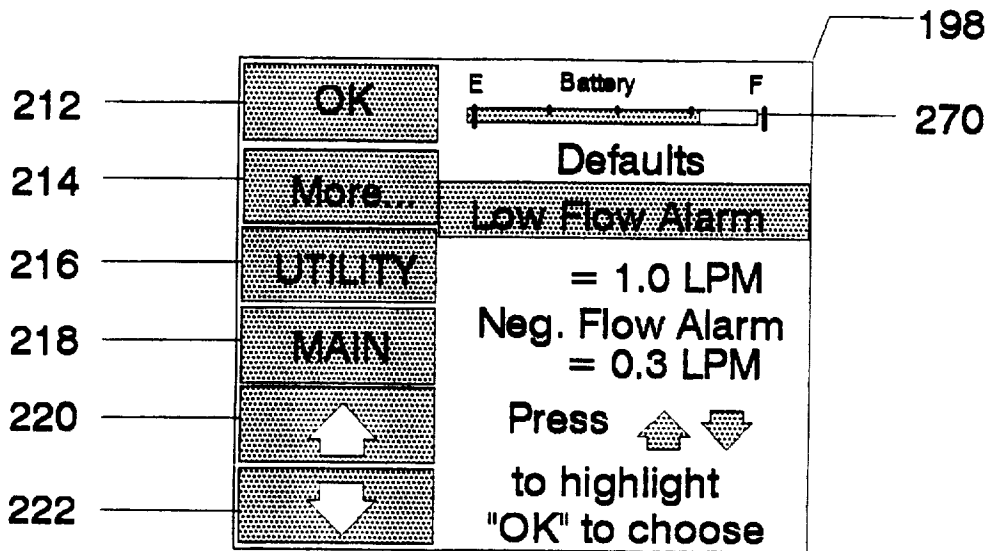 198
212
OK
E Battery F
270
214
More...
Defaults
Low Flow Alarm
216
UTILITY
= 1.0 LPM
218
MAIN
Neg. Flow Alarm
= 0.3 LPM
220
Press
to highlight
222
"OK" to choose